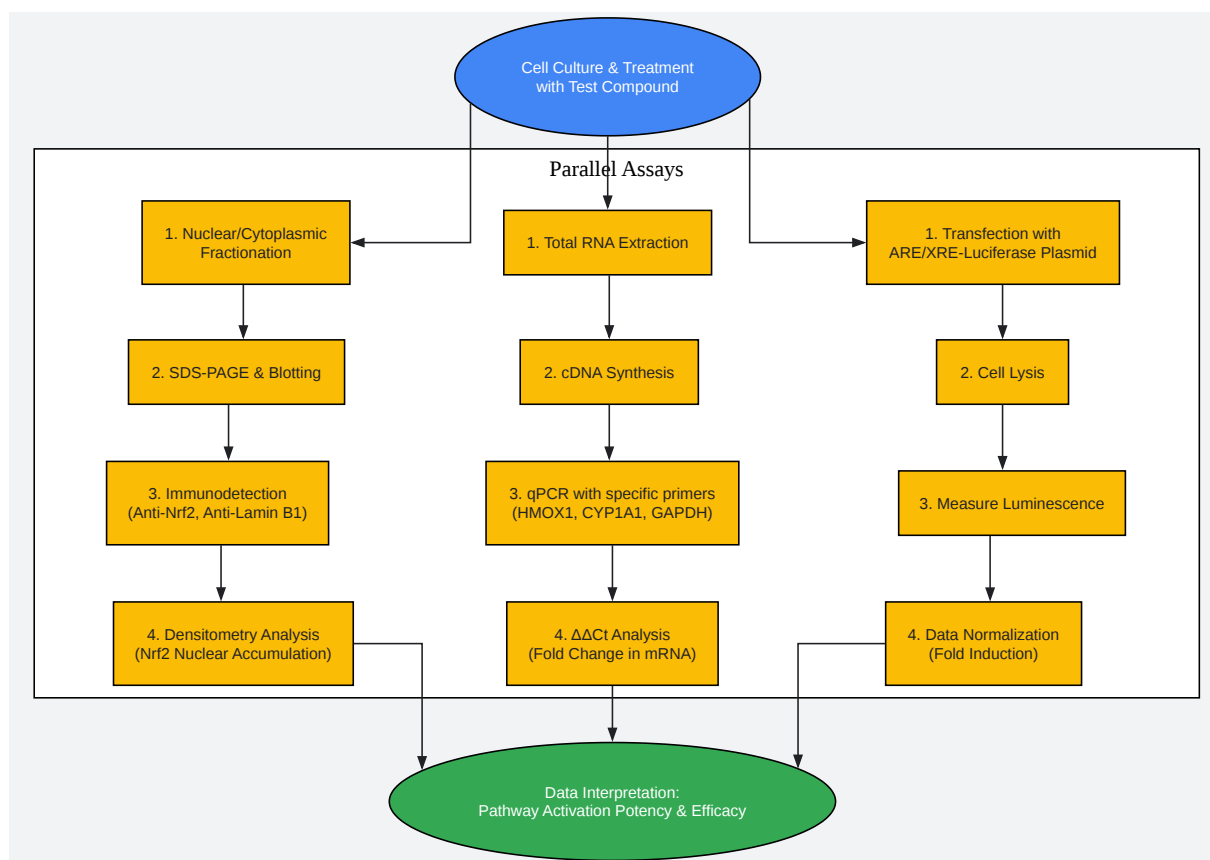 Cell Culture & Treatment
with Test Compound
Parallel Assays
1. Nuclear/Cytoplasmic
Fractionation
2. SDS-PAGE & Blotting
3. Immunodetection
(Anti-Nrf2, Anti-Lamin B1)
4. Densitometry Analysis
(Nrf2 Nuclear Accumulation)
1. Total RNA Extraction
2. cDNA Synthesis
3. qPCR with specific primers
(HMOX1, CYP1A1, GAPDH)
4. ΔΔCt Analysis
(Fold Change in mRNA)
1. Transfection with
ARE/XRE-Luciferase Plasmid
2. Cell Lysis
3. Measure Luminescence
4. Data Normalization
(Fold Induction)
Data Interpretation:
Pathway Activation Potency & Efficacy